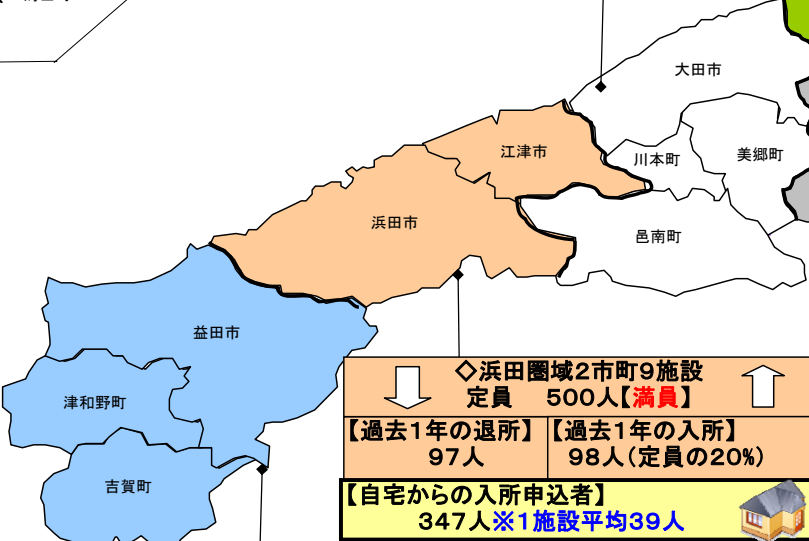 大田市
江津市
川本町
美郷町
浜田市
邑南町
益田市
津和野町
吉賀町
◇浜田圏域2市町9施設
定員 500人【満員】
【過去1年の退所】
97人
【過去1年の入所】
98人(定員の20%)
【自宅からの入所申込者】
347人※1施設平均39人